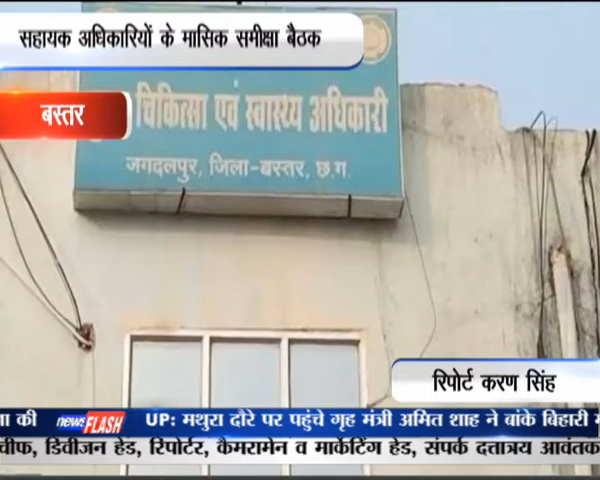 सहायक अधिकारियों के मासिक समीक्षा बैठक
बस्तर
चिकित्सा एवं स्वास्थ्य अधिकारी
जगदलपुर, जिला-बस्तर, छ.ग.
रिपोर्ट करण सिंह
की NEWS FLASH UP: मथुरा दौरे पर पहुंचे गृह मंत्री अमित शाह ने बांके बिहारी
चीफ, डिवीजन हेड, रिपोर्टर, कैमरामेन व मार्केटिंग हेड, संपर्क दत्तात्रय आवंतक